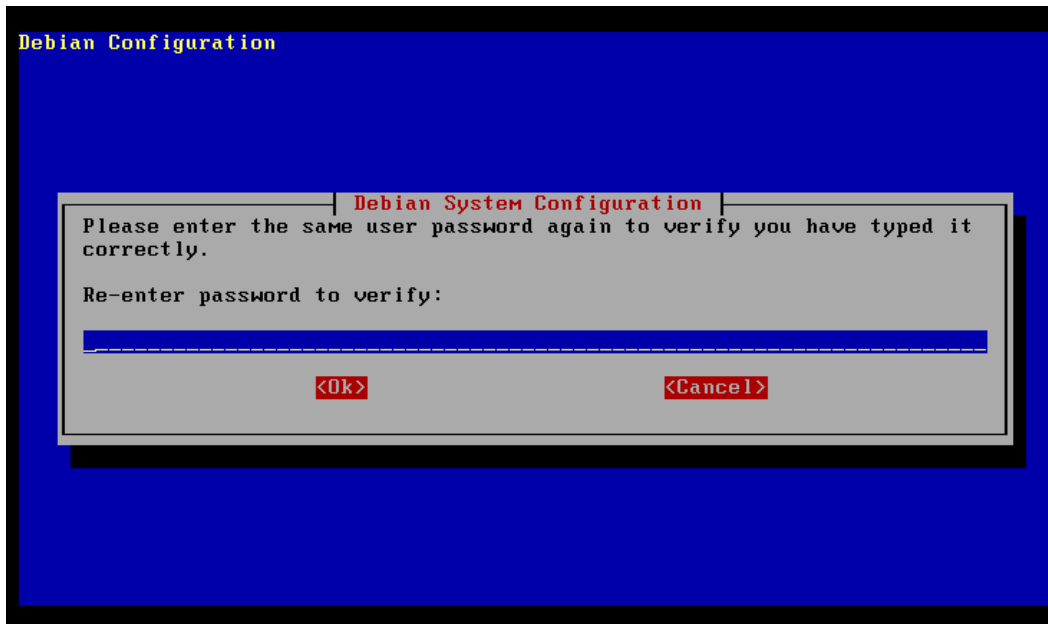 Debian Configuration
Debian System Configuration
Please enter the same user password again to verify you have typed it
correctly.
Re-enter password to verify:
<Ok> <Cancel>